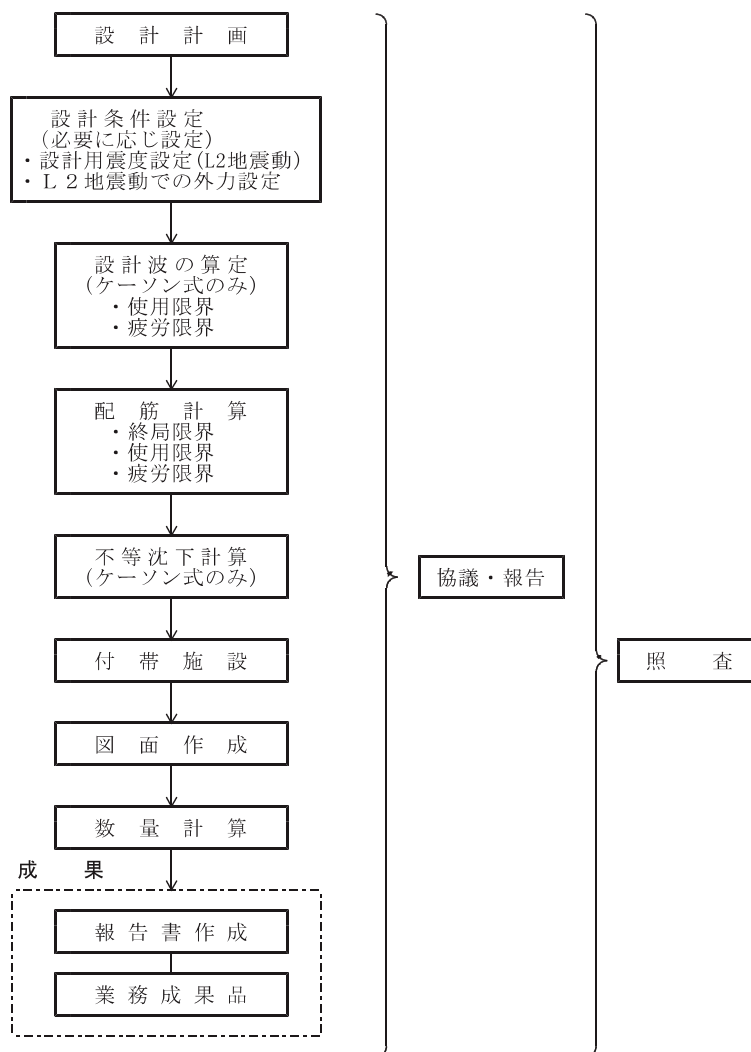 設計計画
設計条件設定
(必要に応じ設定)
・設計用震度設定(L2地震動)
・L2地震動での外力設定
設計波の算定
(ケーソン式のみ)
・使用限界
・疲労限界
配筋計算
・終局限界
・使用限界
・疲労限界
不等沈下計算
(ケーソン式のみ)
協議・報告
付帯施設
照査
図面作成
数量計算
成果
報告書作成
業務成果品